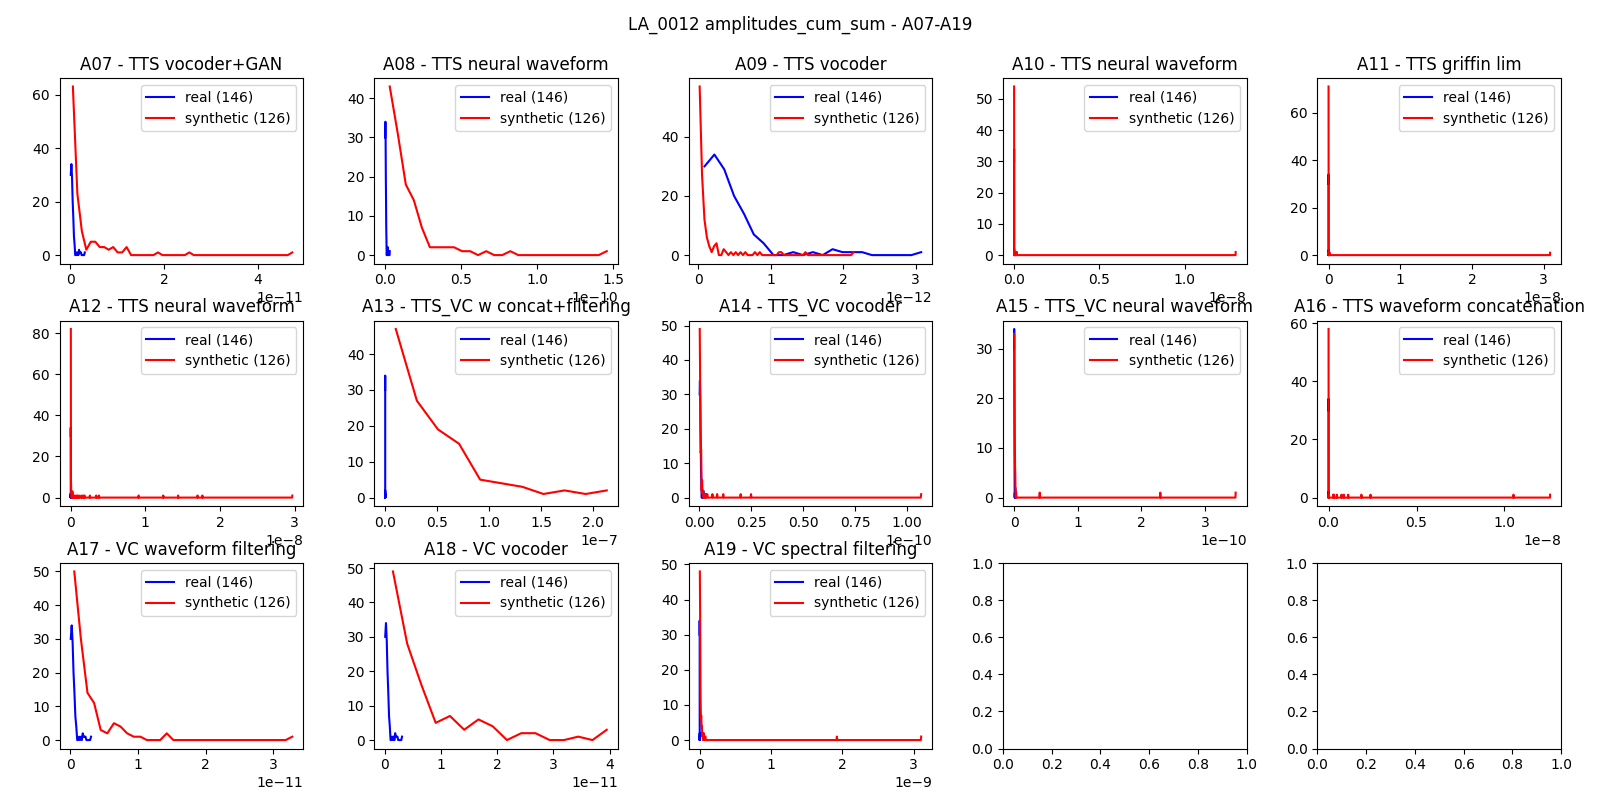 LA_0012 amplitudes_cum_sum - A07-A19
A07 - TTS vocoder+GAN
real (146)
synthetic (126)
60
40
20
0
0 2 4
1e−11
A08 - TTS neural waveform
real (146)
synthetic (126)
40
30
20
10
0
0.0 0.5 1.0 1.5
1e−10
A09 - TTS vocoder
real (146)
synthetic (126)
40
20
0
0 1 2 3
1e−12
A10 - TTS neural waveform
real (146)
synthetic (126)
50
40
30
20
10
0
0.0 0.5 1.0
1e−8
A11 - TTS griffin lim
real (146)
synthetic (126)
60
40
20
0
0 1 2 3
1e−8
A12 - TTS neural waveform
real (146)
synthetic (126)
80
60
40
20
0
0 1 2 3
1e−8
A13 - TTS_VC w concat+filtering
real (146)
synthetic (126)
40
30
20
10
0
0.0 0.5 1.0 1.5 2.0
1e−7
A14 - TTS_VC vocoder
real (146)
synthetic (126)
50
40
30
20
10
0
0.00 0.25 0.50 0.75 1.00
1e−10
A15 - TTS_VC neural waveform
real (146)
synthetic (126)
30
20
10
0
0 1 2 3
1e−10
A16 - TTS waveform concatenation
real (146)
synthetic (126)
60
40
20
0
0.0 0.5 1.0
1e−8
A17 - VC waveform filtering
real (146)
synthetic (126)
50
40
30
20
10
0
0 1 2 3
1e−11
A18 - VC vocoder
real (146)
synthetic (126)
50
40
30
20
10
0
0 1 2 3 4
1e−11
A19 - VC spectral filtering
real (146)
synthetic (126)
50
40
30
20
10
0
0 1 2 3
1e−9
1.0
0.8
0.6
0.4
0.2
0.0
0.0 0.2 0.4 0.6 0.8 1.0
1.0
0.8
0.6
0.4
0.2
0.0
0.0 0.2 0.4 0.6 0.8 1.0